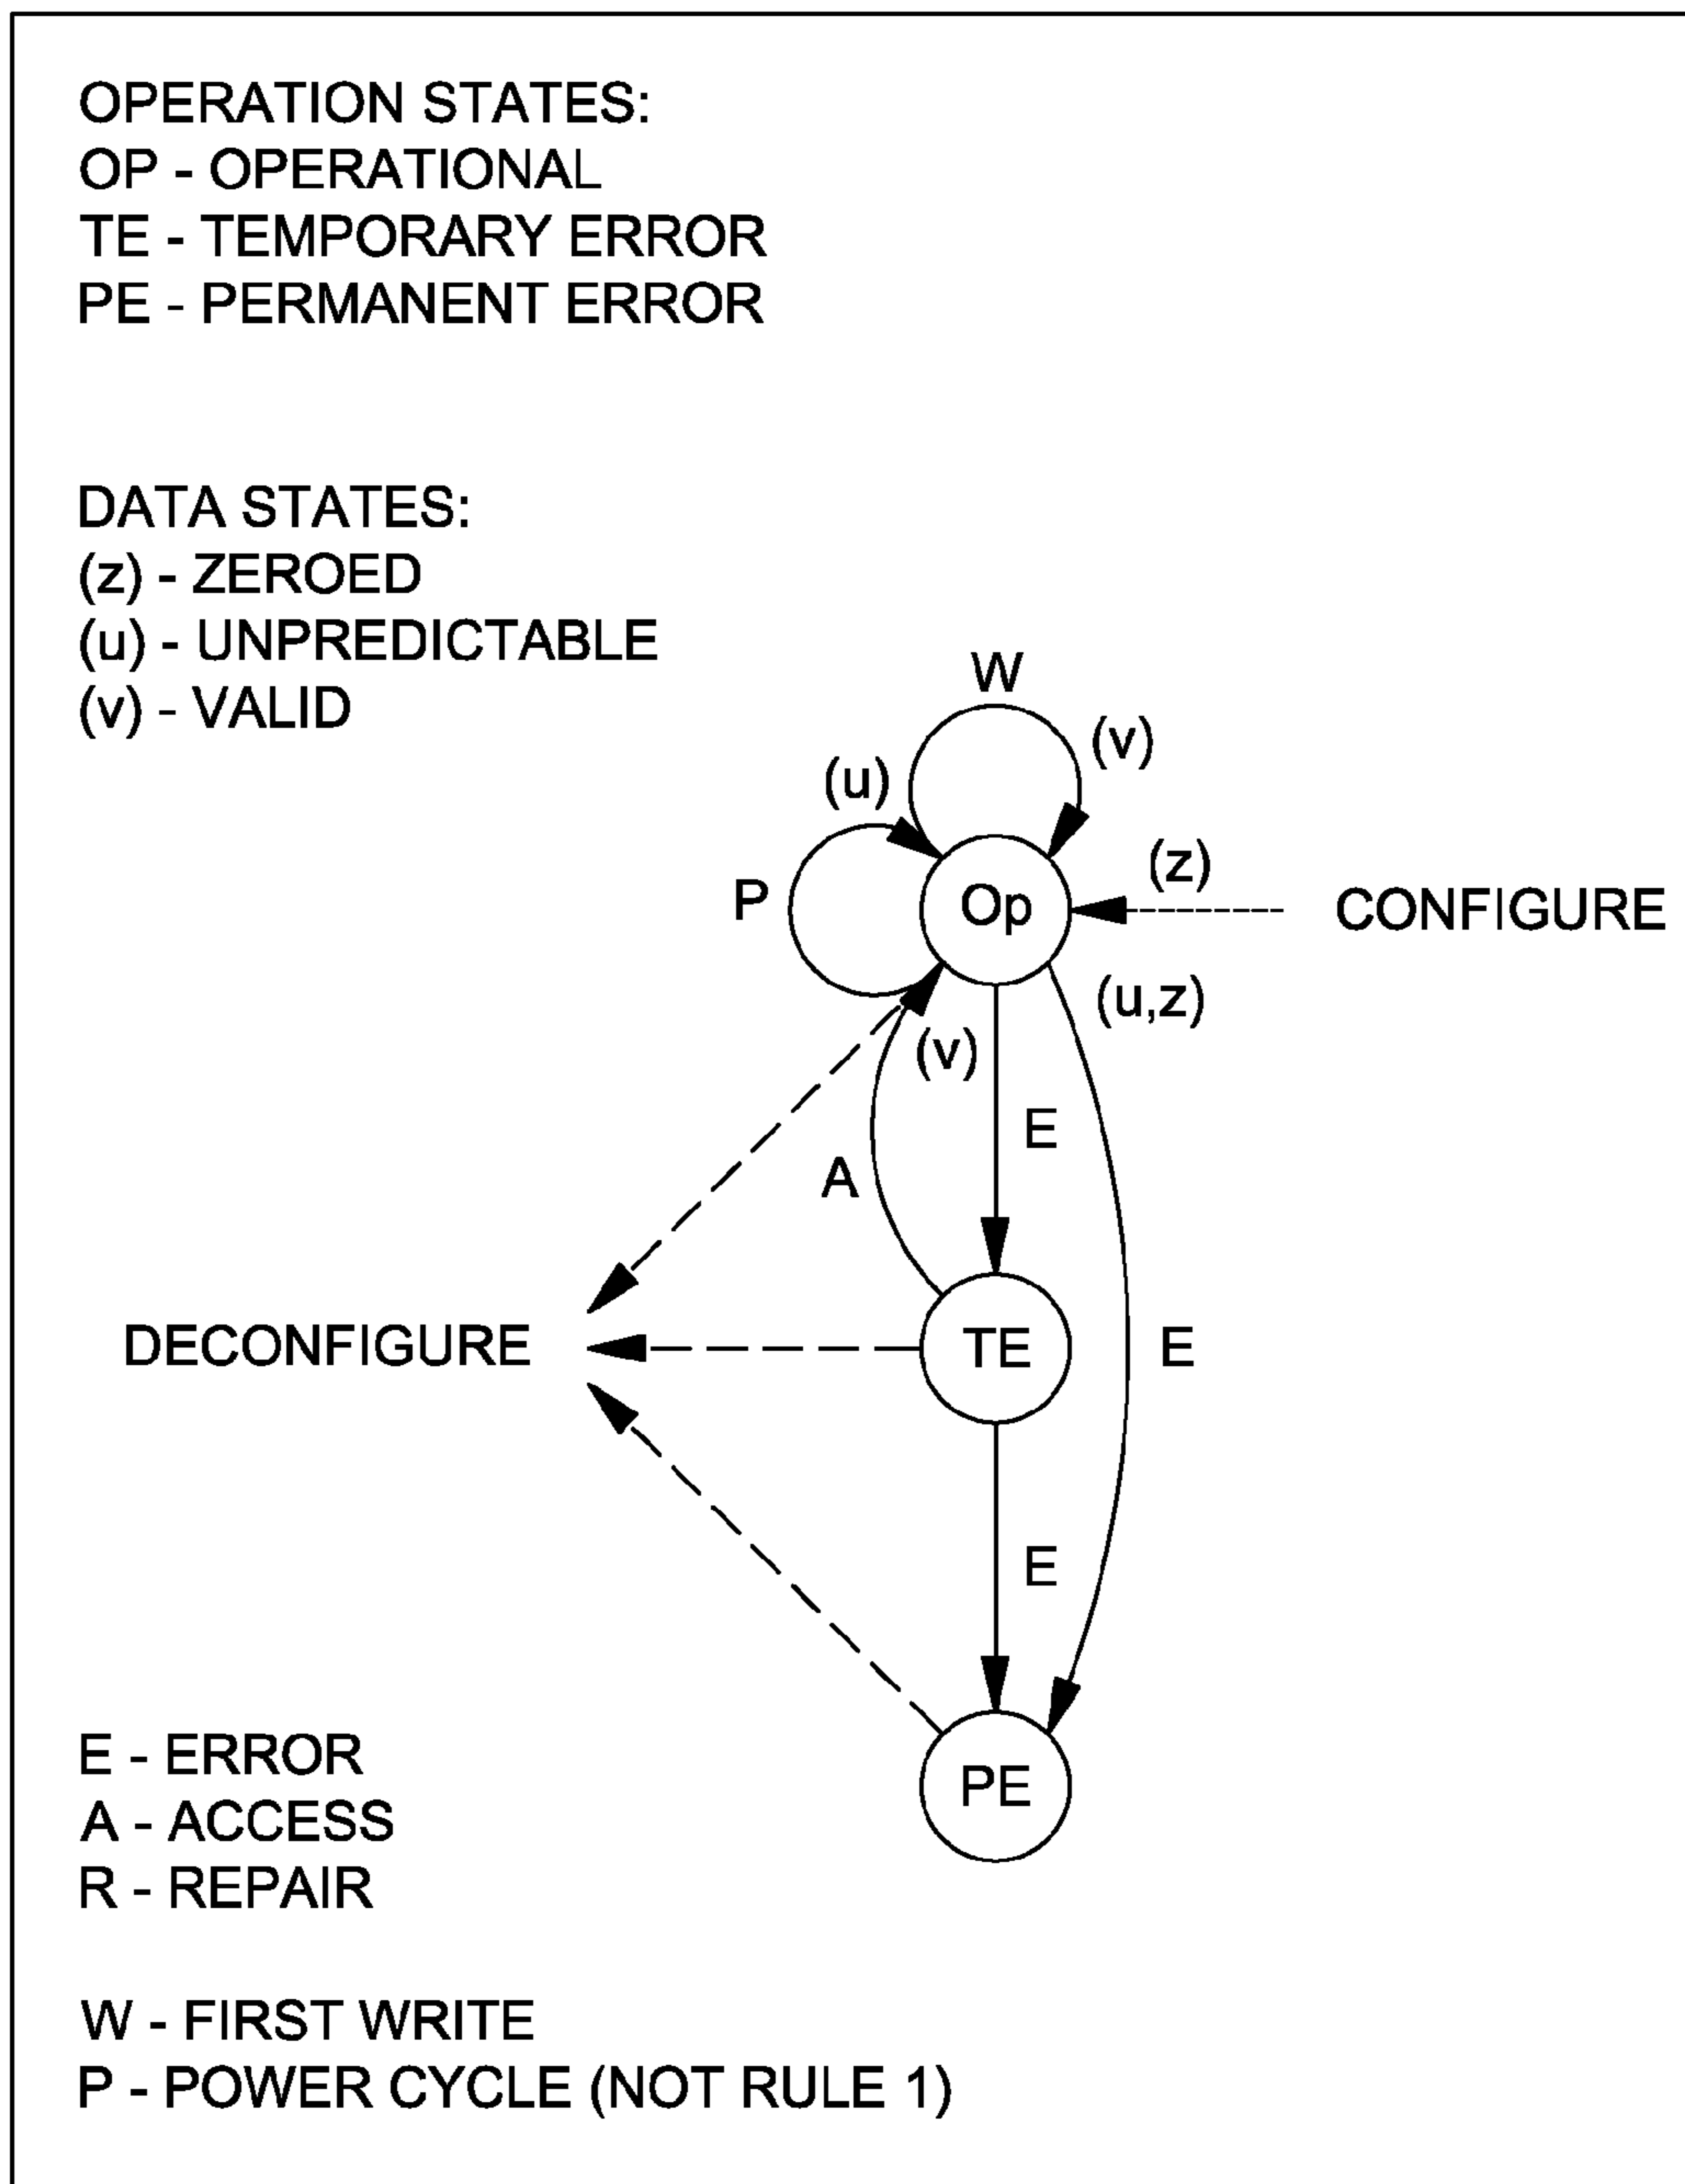 OPERATION STATES:
OP - OPERATIONAL
TE - TEMPORARY ERROR
PE - PERMANENT ERROR
DATA STATES:
(z) - ZEROED
(u) - UNPREDICTABLE
(v) - VALID
W
(v)
(u)
(z)
P
Op
CONFIGURE
(u,z)
(v)
E
A
DECONFIGURE
TE
E
E
PE
E - ERROR
A - ACCESS
R - REPAIR
W - FIRST WRITE
P - POWER CYCLE (NOT RULE 1)